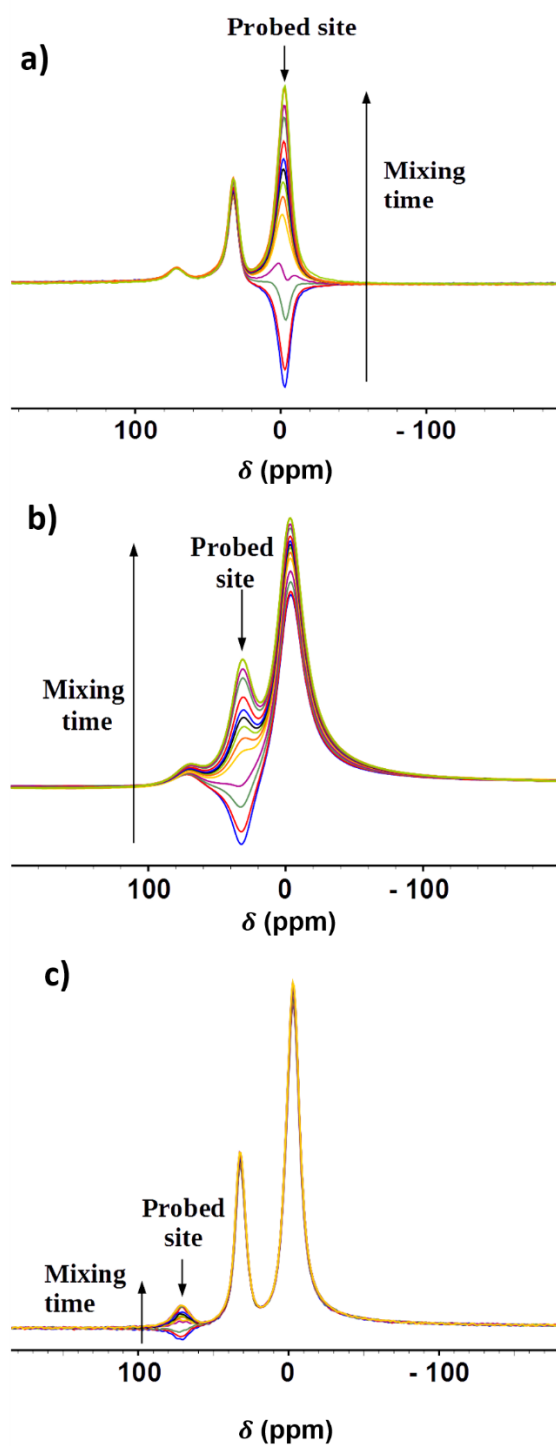 Probed site
a)
Mixing
time
100
0
- 100
δ (ppm)
b)
Probed
site
Mixing
time
100
0
- 100
δ (ppm)
c)
Probed
site
Mixing
time
100
0
- 100
δ (ppm)